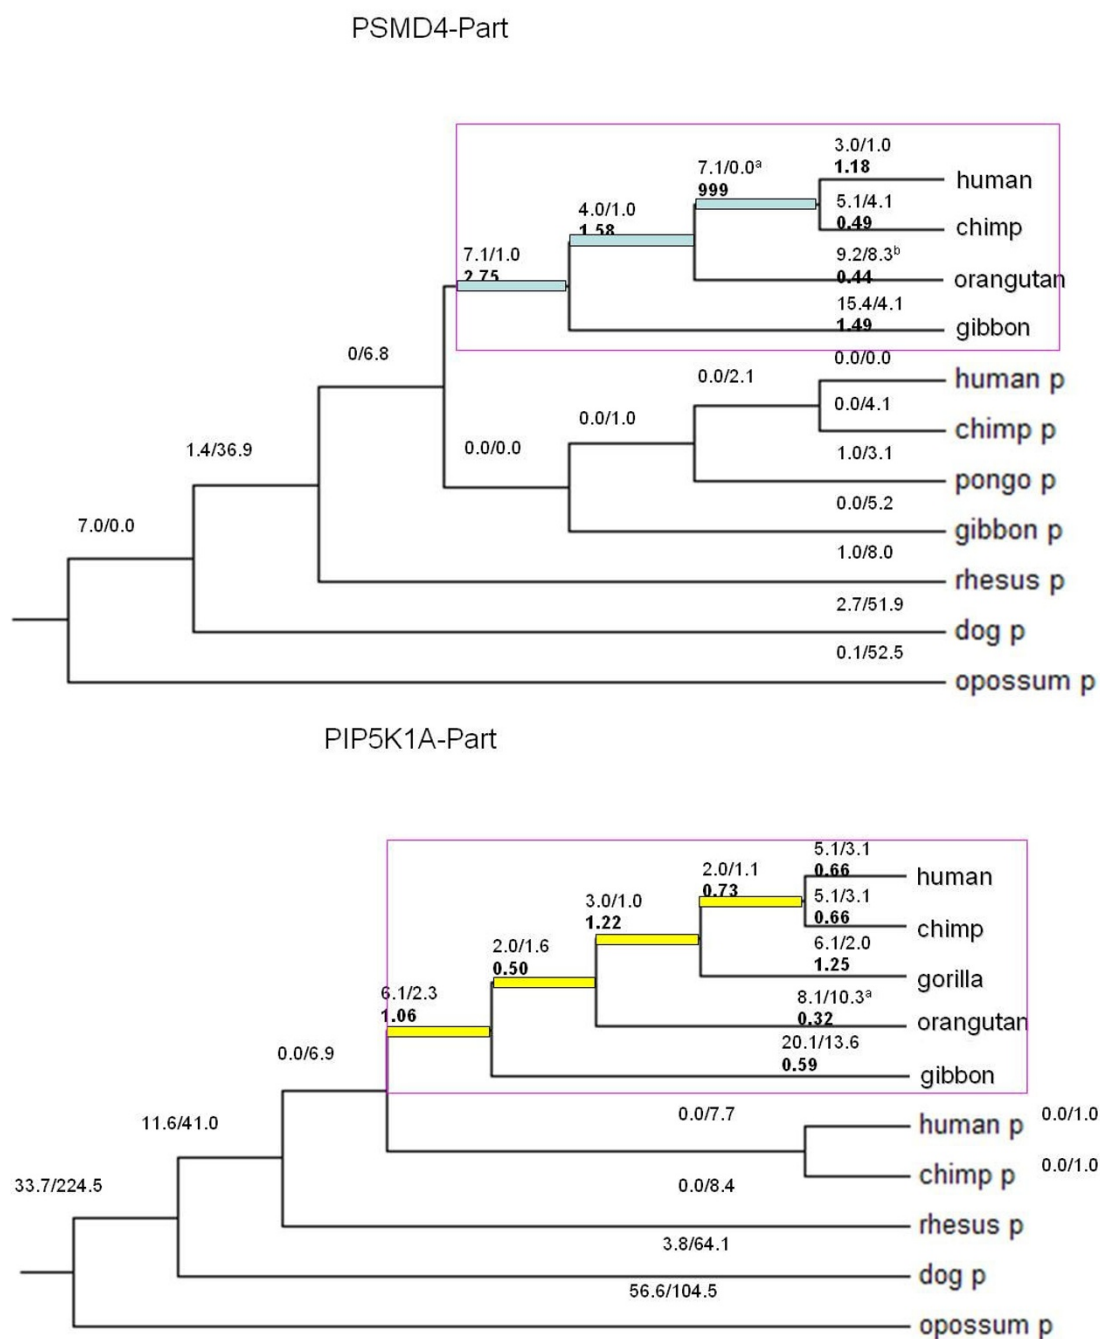 PSMD4-Part
3.0/1.0
1.18
human
7.1/0.0a
999
5.1/4.1
0.49
chimp
4.0/1.0
1.58
9.2/8.3b
0.44
orangutan
7.1/1.0
2.75
15.4/4.1
1.49
gibbon
0/6.8
0.0/0.0
human p
0.0/2.1
0.0/4.1
chimp p
0.0/1.0
1.0/3.1
pongo p
0.0/0.0
1.4/36.9
0.0/5.2
gibbon p
7.0/0.0
1.0/8.0
rhesus p
2.7/51.9
dog p
0.1/52.5
opossum p
PIP5K1A-Part
5.1/3.1
0.66
human
2.0/1.1
0.73
5.1/3.1
0.66
chimp
3.0/1.0
1.22
6.1/2.0
1.25
gorilla
2.0/1.6
0.50
8.1/10.3a
0.32
orangutan
6.1/2.3
1.06
20.1/13.6
0.59
gibbon
0.0/6.9
0.0/7.7
human p 0.0/1.0
11.6/41.0
chimp p 0.0/1.0
33.7/224.5
0.0/8.4
rhesus p
3.8/64.1
dog p
56.6/104.5
opossum p